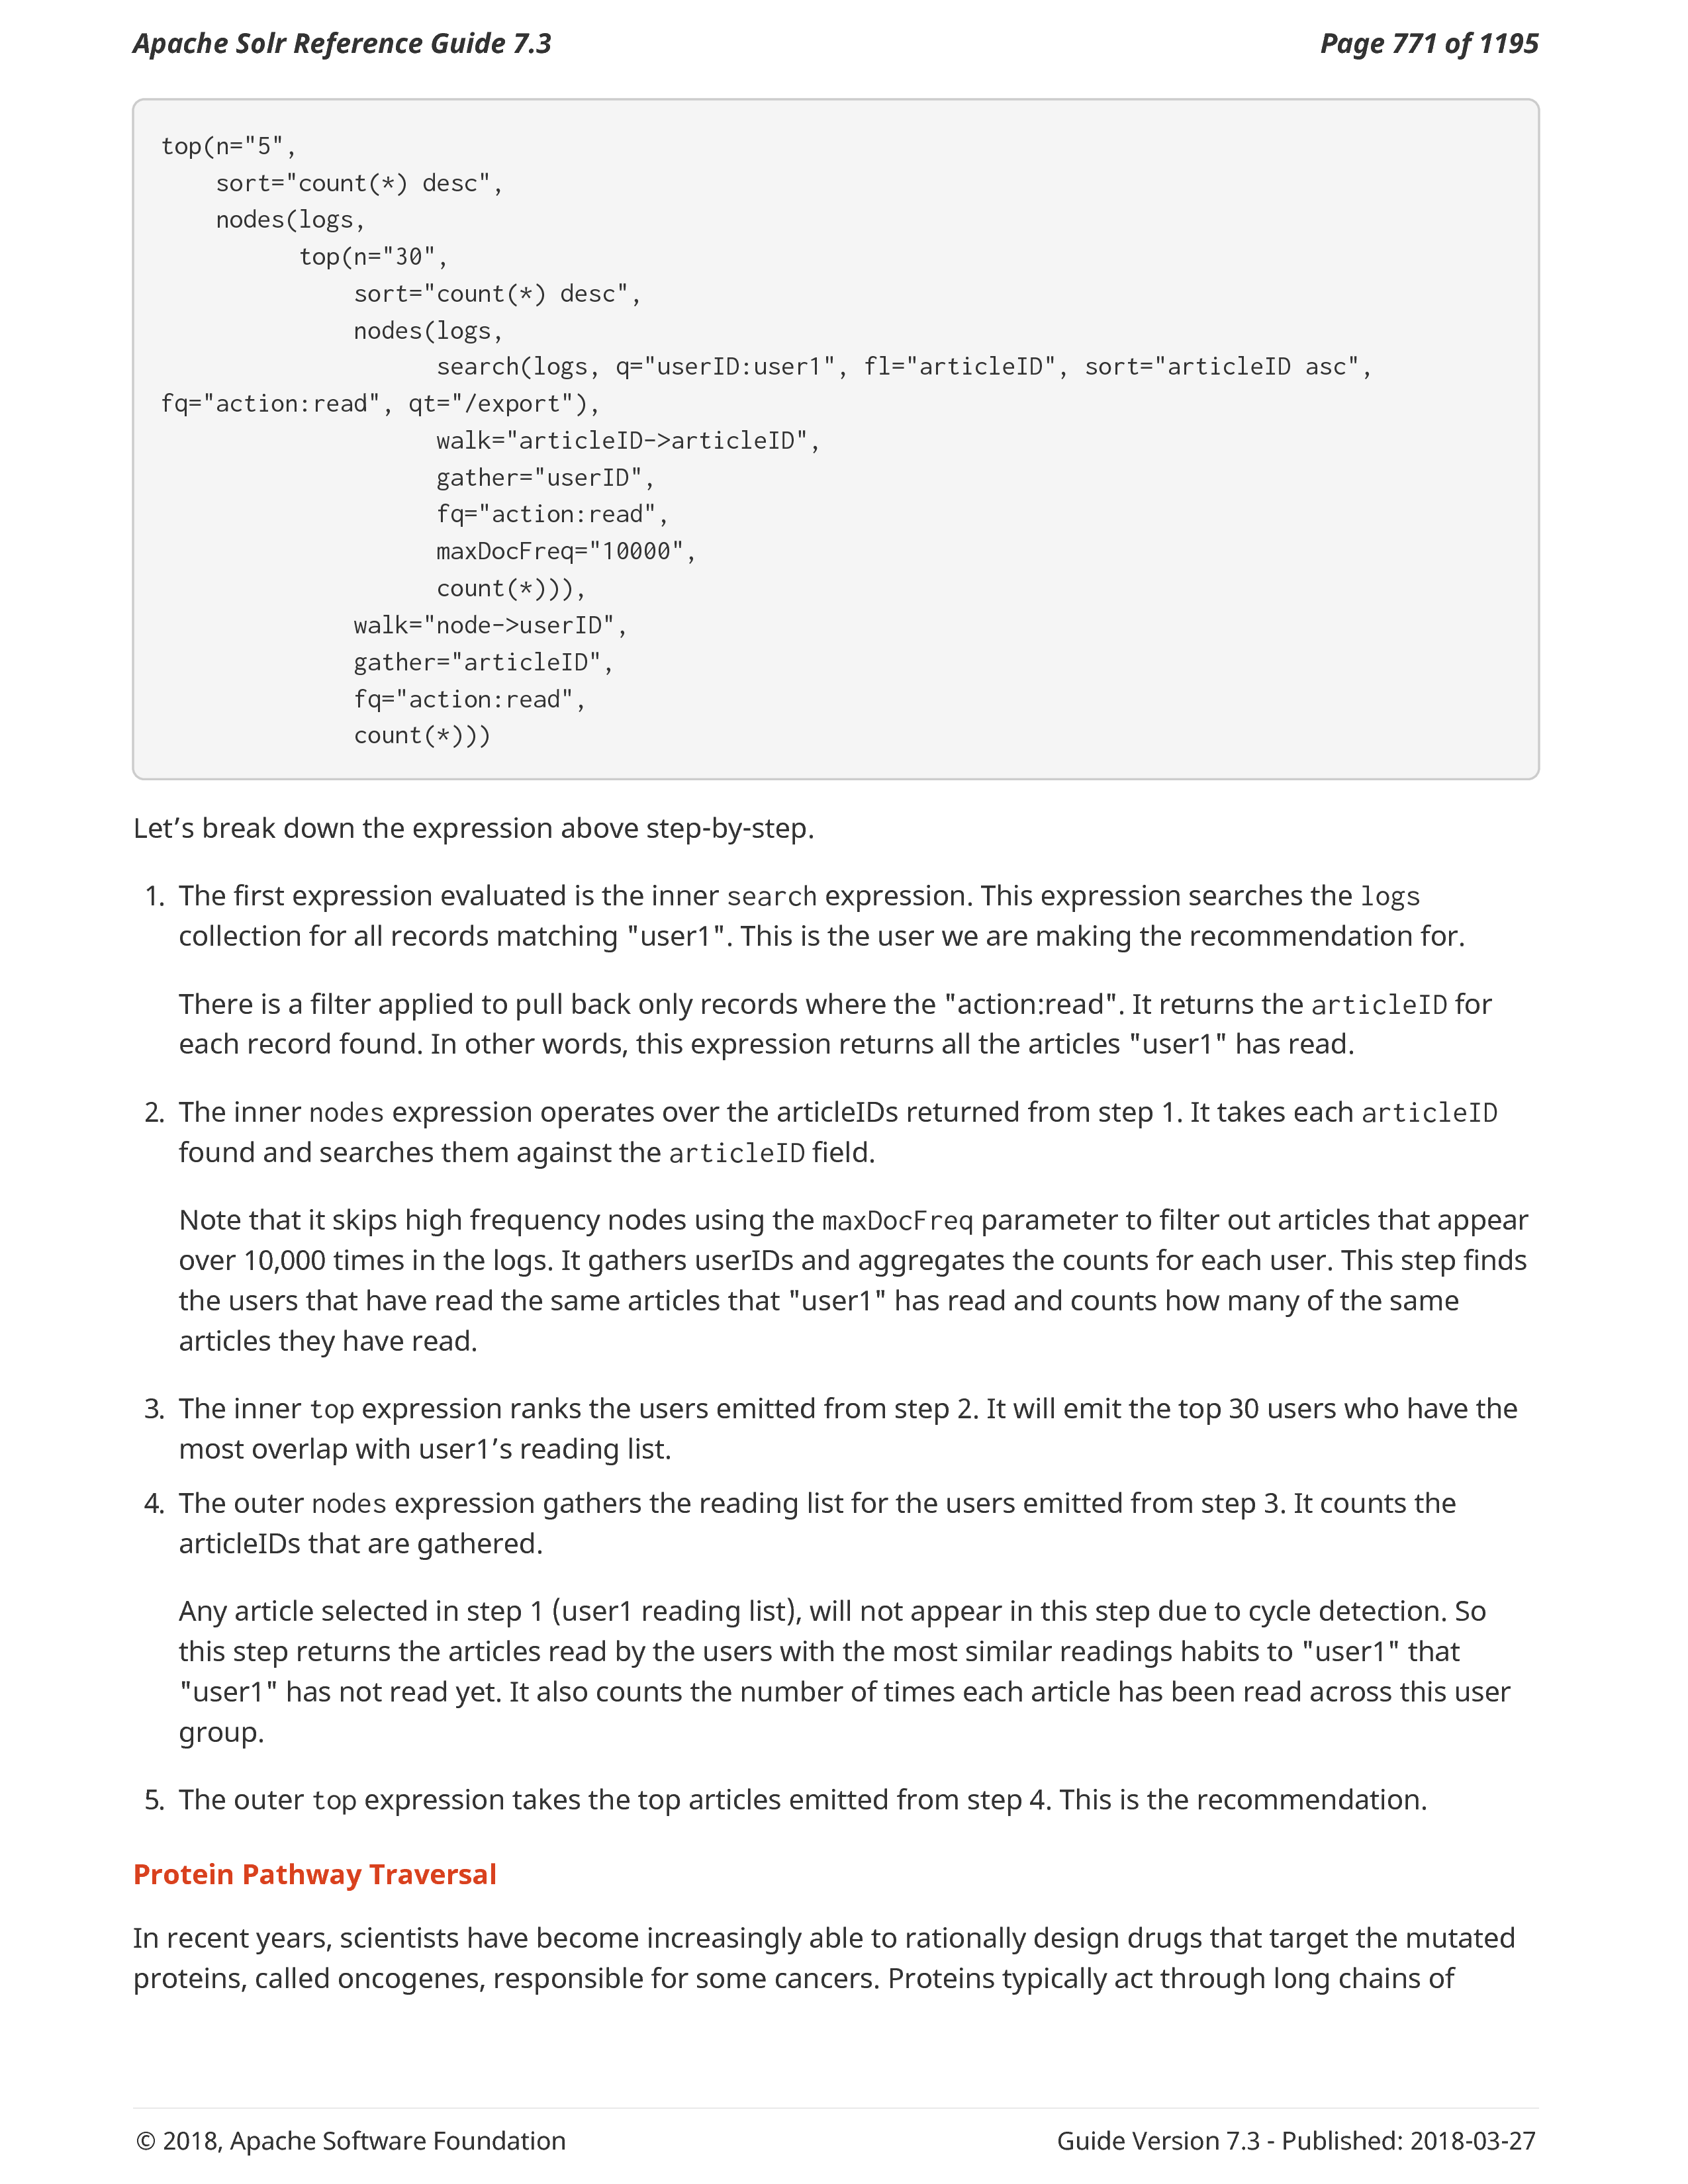 Apache Solr Reference Guide 7.3
Page 771 of 1195
top(n="5",
    sort="count(*) desc",
    nodes(logs,
          top(n="30",
              sort="count(*) desc",
              nodes(logs,
                    search(logs, q="userID:user1", fl="articleID", sort="articleID asc",
fq="action:read", qt="/export"),
                    walk="articleID->articleID",
                    gather="userID",
                    fq="action:read",
                    maxDocFreq="10000",
                    count(*))),
              walk="node->userID",
              gather="articleID",
              fq="action:read",
              count(*)))
Let’s break down the expression above step-by-step.
1. The first expression evaluated is the inner search expression. This expression searches the logs
collection for all records matching "user1". This is the user we are making the recommendation for.
There is a filter applied to pull back only records where the "action:read". It returns the articleID for
each record found. In other words, this expression returns all the articles "user1" has read.
2. The inner nodes expression operates over the articleIDs returned from step 1. It takes each articleID
found and searches them against the articleID field.
Note that it skips high frequency nodes using the maxDocFreq parameter to filter out articles that appear
over 10,000 times in the logs. It gathers userIDs and aggregates the counts for each user. This step finds
the users that have read the same articles that "user1" has read and counts how many of the same
articles they have read.
3. The inner top expression ranks the users emitted from step 2. It will emit the top 30 users who have the
most overlap with user1’s reading list.
4. The outer nodes expression gathers the reading list for the users emitted from step 3. It counts the
articleIDs that are gathered.
Any article selected in step 1 (user1 reading list), will not appear in this step due to cycle detection. So
this step returns the articles read by the users with the most similar readings habits to "user1" that
"user1" has not read yet. It also counts the number of times each article has been read across this user
group.
5. The outer top expression takes the top articles emitted from step 4. This is the recommendation.
Protein Pathway Traversal
In recent years, scientists have become increasingly able to rationally design drugs that target the mutated
proteins, called oncogenes, responsible for some cancers. Proteins typically act through long chains of
© 2018, Apache Software Foundation
Guide Version 7.3 - Published: 2018-03-27